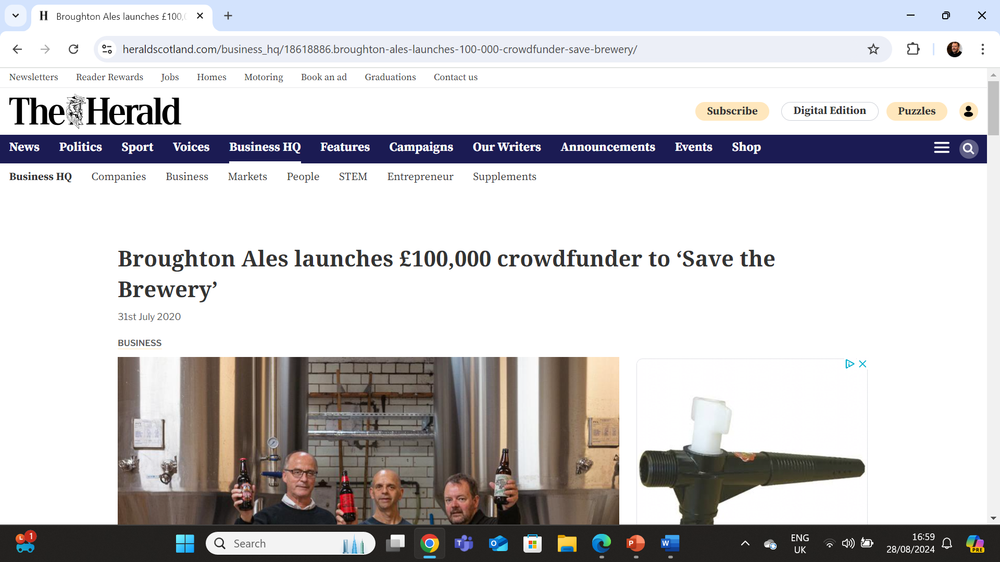 Broughton Ales launches £100,0
heraldscotland.com/business_hq/18618886.broughton-ales-launches-100-000-crowdfunder-save-brewery/
Newsletters Reader Rewards Jobs Homes Motoring Book an ad Graduations Contact us
The Herald
Subscribe Digital Edition Puzzles
News Politics Sport Voices Business HQ Features Campaigns Our Writers Announcements Events Shop
Business HQ Companies Business Markets People STEM Entrepreneur Supplements
Broughton Ales launches £100,000 crowdfunder to ‘Save the
Brewery’
31st July 2020
BUSINESS
1
Search
ENG
UK
16:59
28/08/2024
PRE